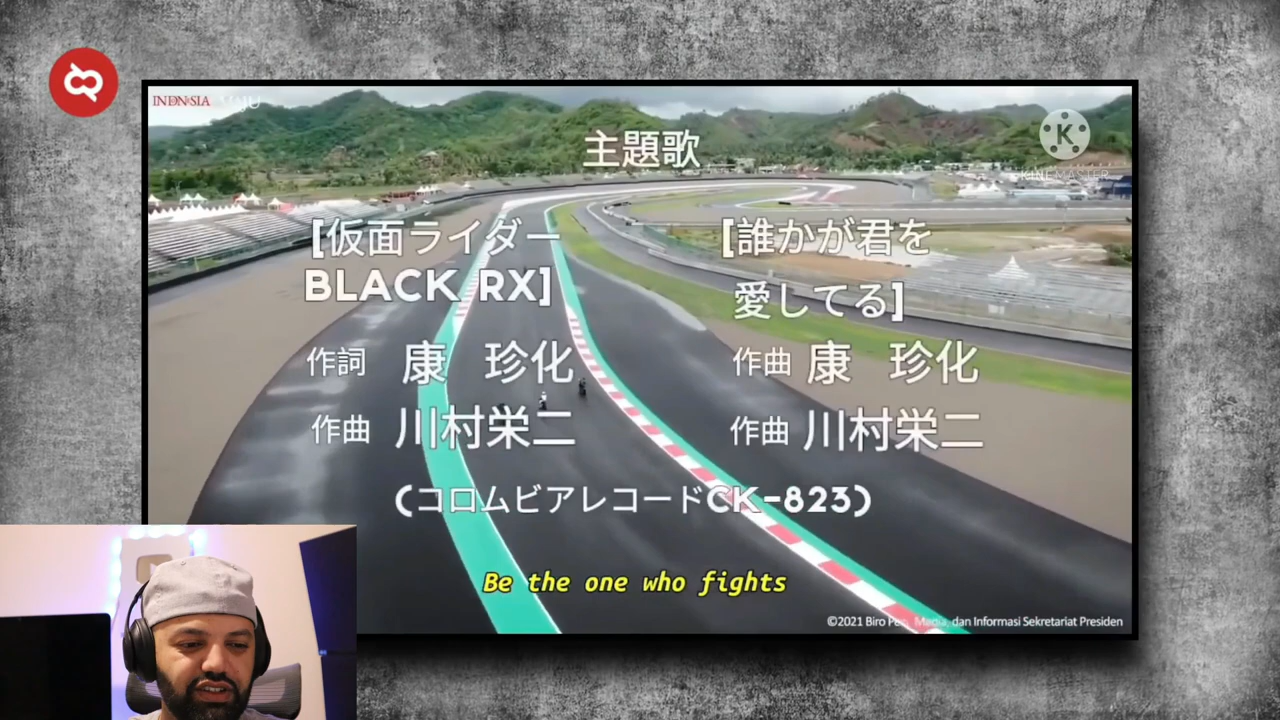 主題歌
[仮面ライダー
BLACK RX]
作詞 康 珍化
作曲 川村栄二
[誰かが君を
愛してる]
作曲 康 珍化
作曲 川村栄二
(コロムビアレコードCK-823)
Be the one who fights
©2021 Biro Pers, Media, dan Informasi Sekretariat Presiden
KINEMASTER